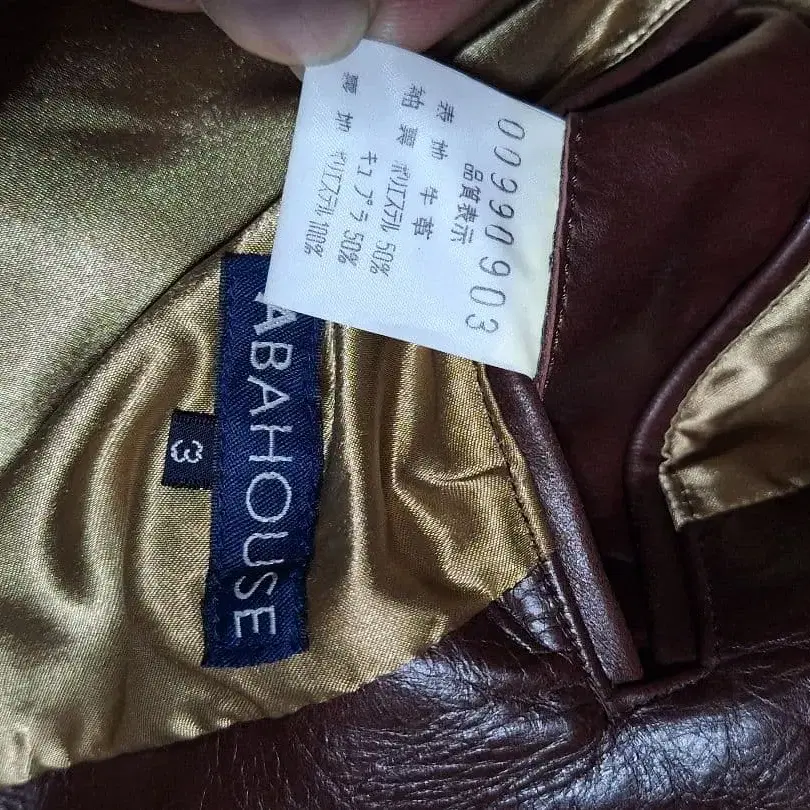 00990903
品質表示
表地 牛革
袖裏 ポリエステル 50%
キュプラ 50%
裏地 ポリエステル 100%
ABAHOUSE
3